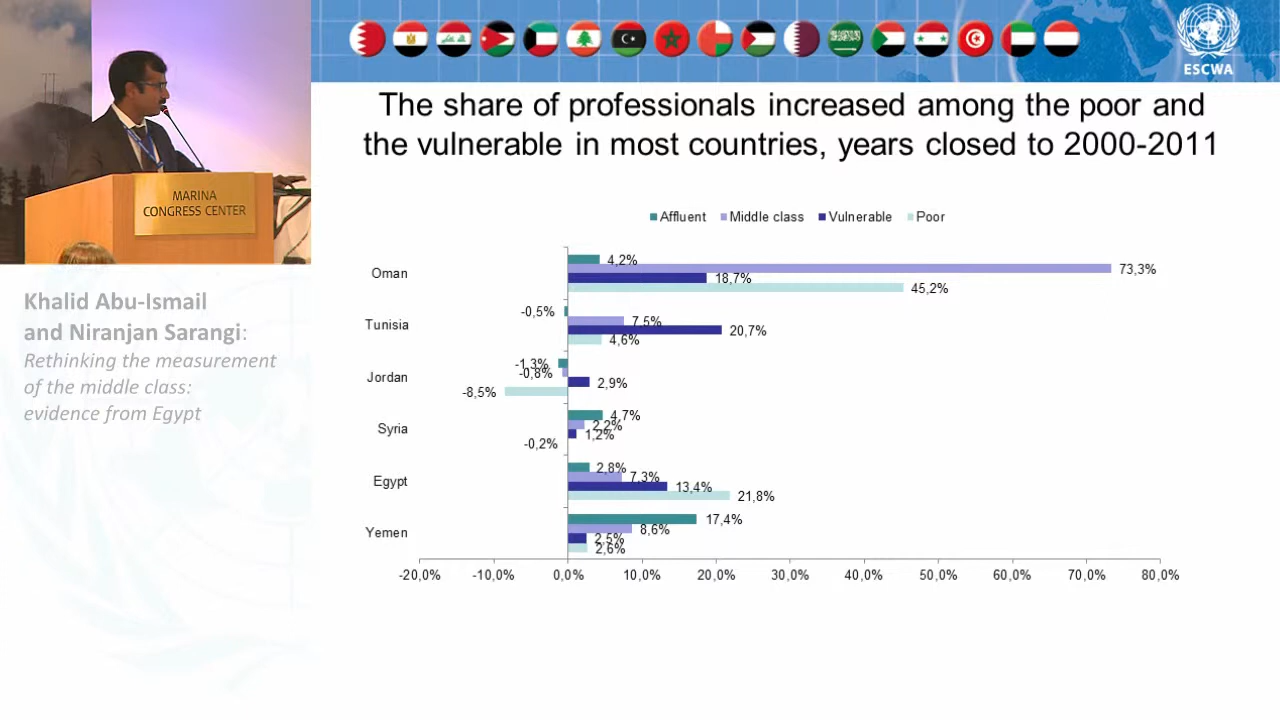 ESCWA
The share of professionals increased among the poor and
the vulnerable in most countries, years closed to 2000-2011
MARINA
CONGRESS CENTER
Khalid Abu-Ismail
and Niranjan Sarangi:
Rethinking the measurement
of the middle class:
evidence from Egypt
Affluent Middle class Vulnerable Poor
Oman
4,2%
73,3%
18,7%
45,2%
Tunisia
-0,5%
7,5%
20,7%
4,6%
Jordan
-1,3%
-0,8%
2,9%
-8,5%
Syria
4,7%
2,2%
1,2%
-0,2%
Egypt
2,8%
7,3%
13,4%
21,8%
Yemen
17,4%
8,6%
2,5%
2,6%
-20,0% -10,0% 0,0% 10,0% 20,0% 30,0% 40,0% 50,0% 60,0% 70,0% 80,0%